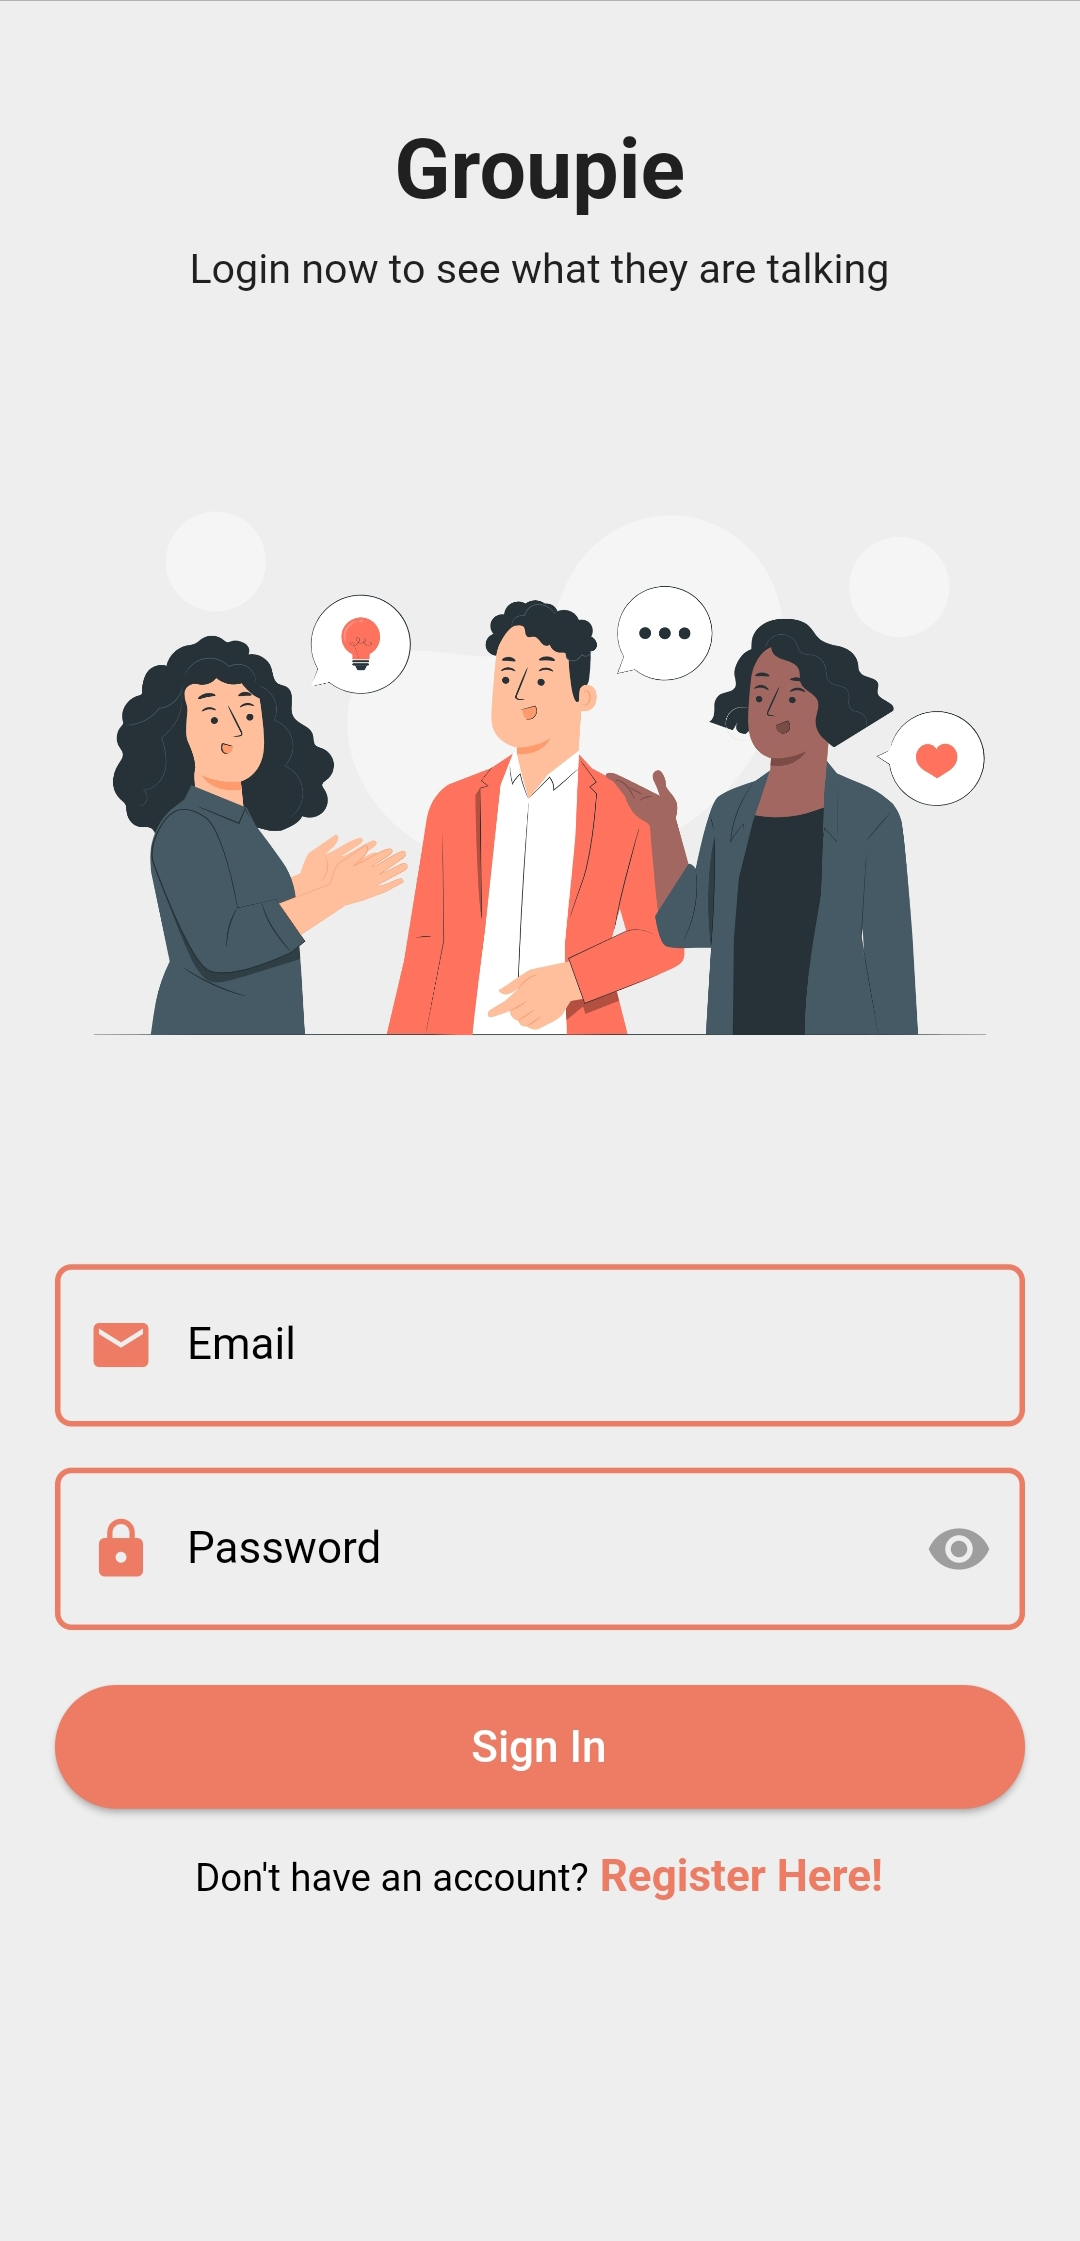 Groupie
Login now to see what they are talking
Email
Password
Sign In
Don't have an account? Register Here!